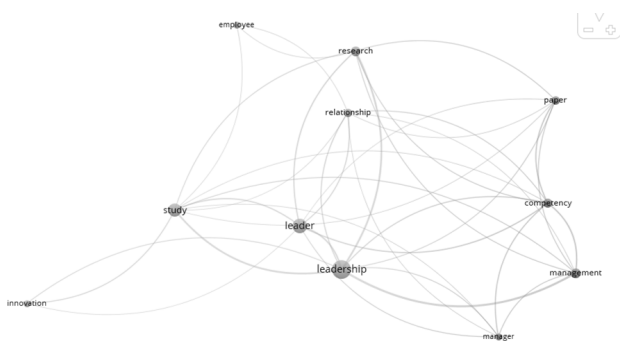 employee
research
paper
relationship
competency
study
leader
leadership
management
innovation
manager